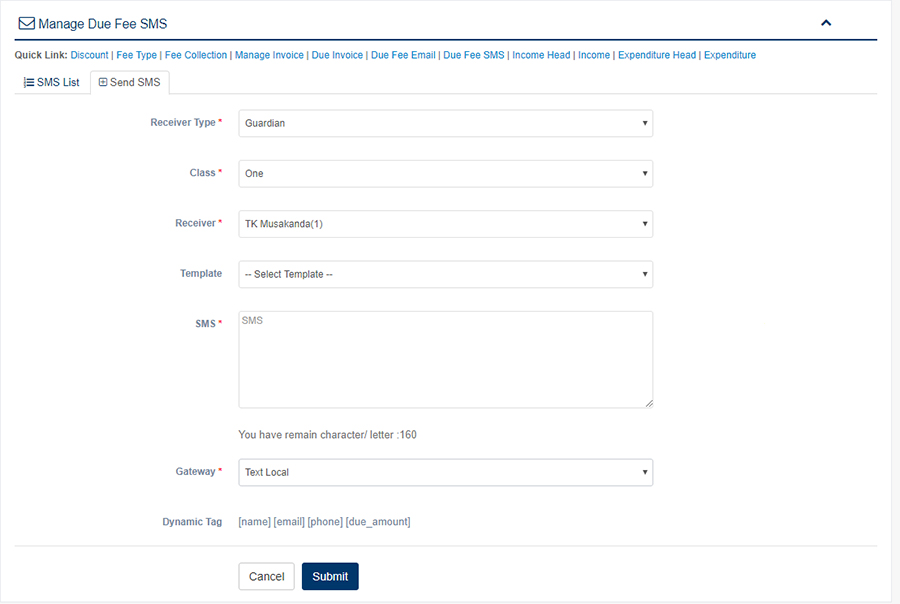 Manage Due Fee SMS
Quick Link: Discount | Fee Type | Fee Collection | Manage Invoice | Due Invoice | Due Fee Email | Due Fee SMS | Income Head | Income | Expenditure Head | Expenditure
SMS List Send SMS
Receiver Type * Guardian
Class * One
Receiver * TK Musakanda(1)
Template -- Select Template --
SMS * SMS
You have remain character/ letter :160
Gateway * Text Local
Dynamic Tag [name] [email] [phone] [due_amount]
Cancel Submit